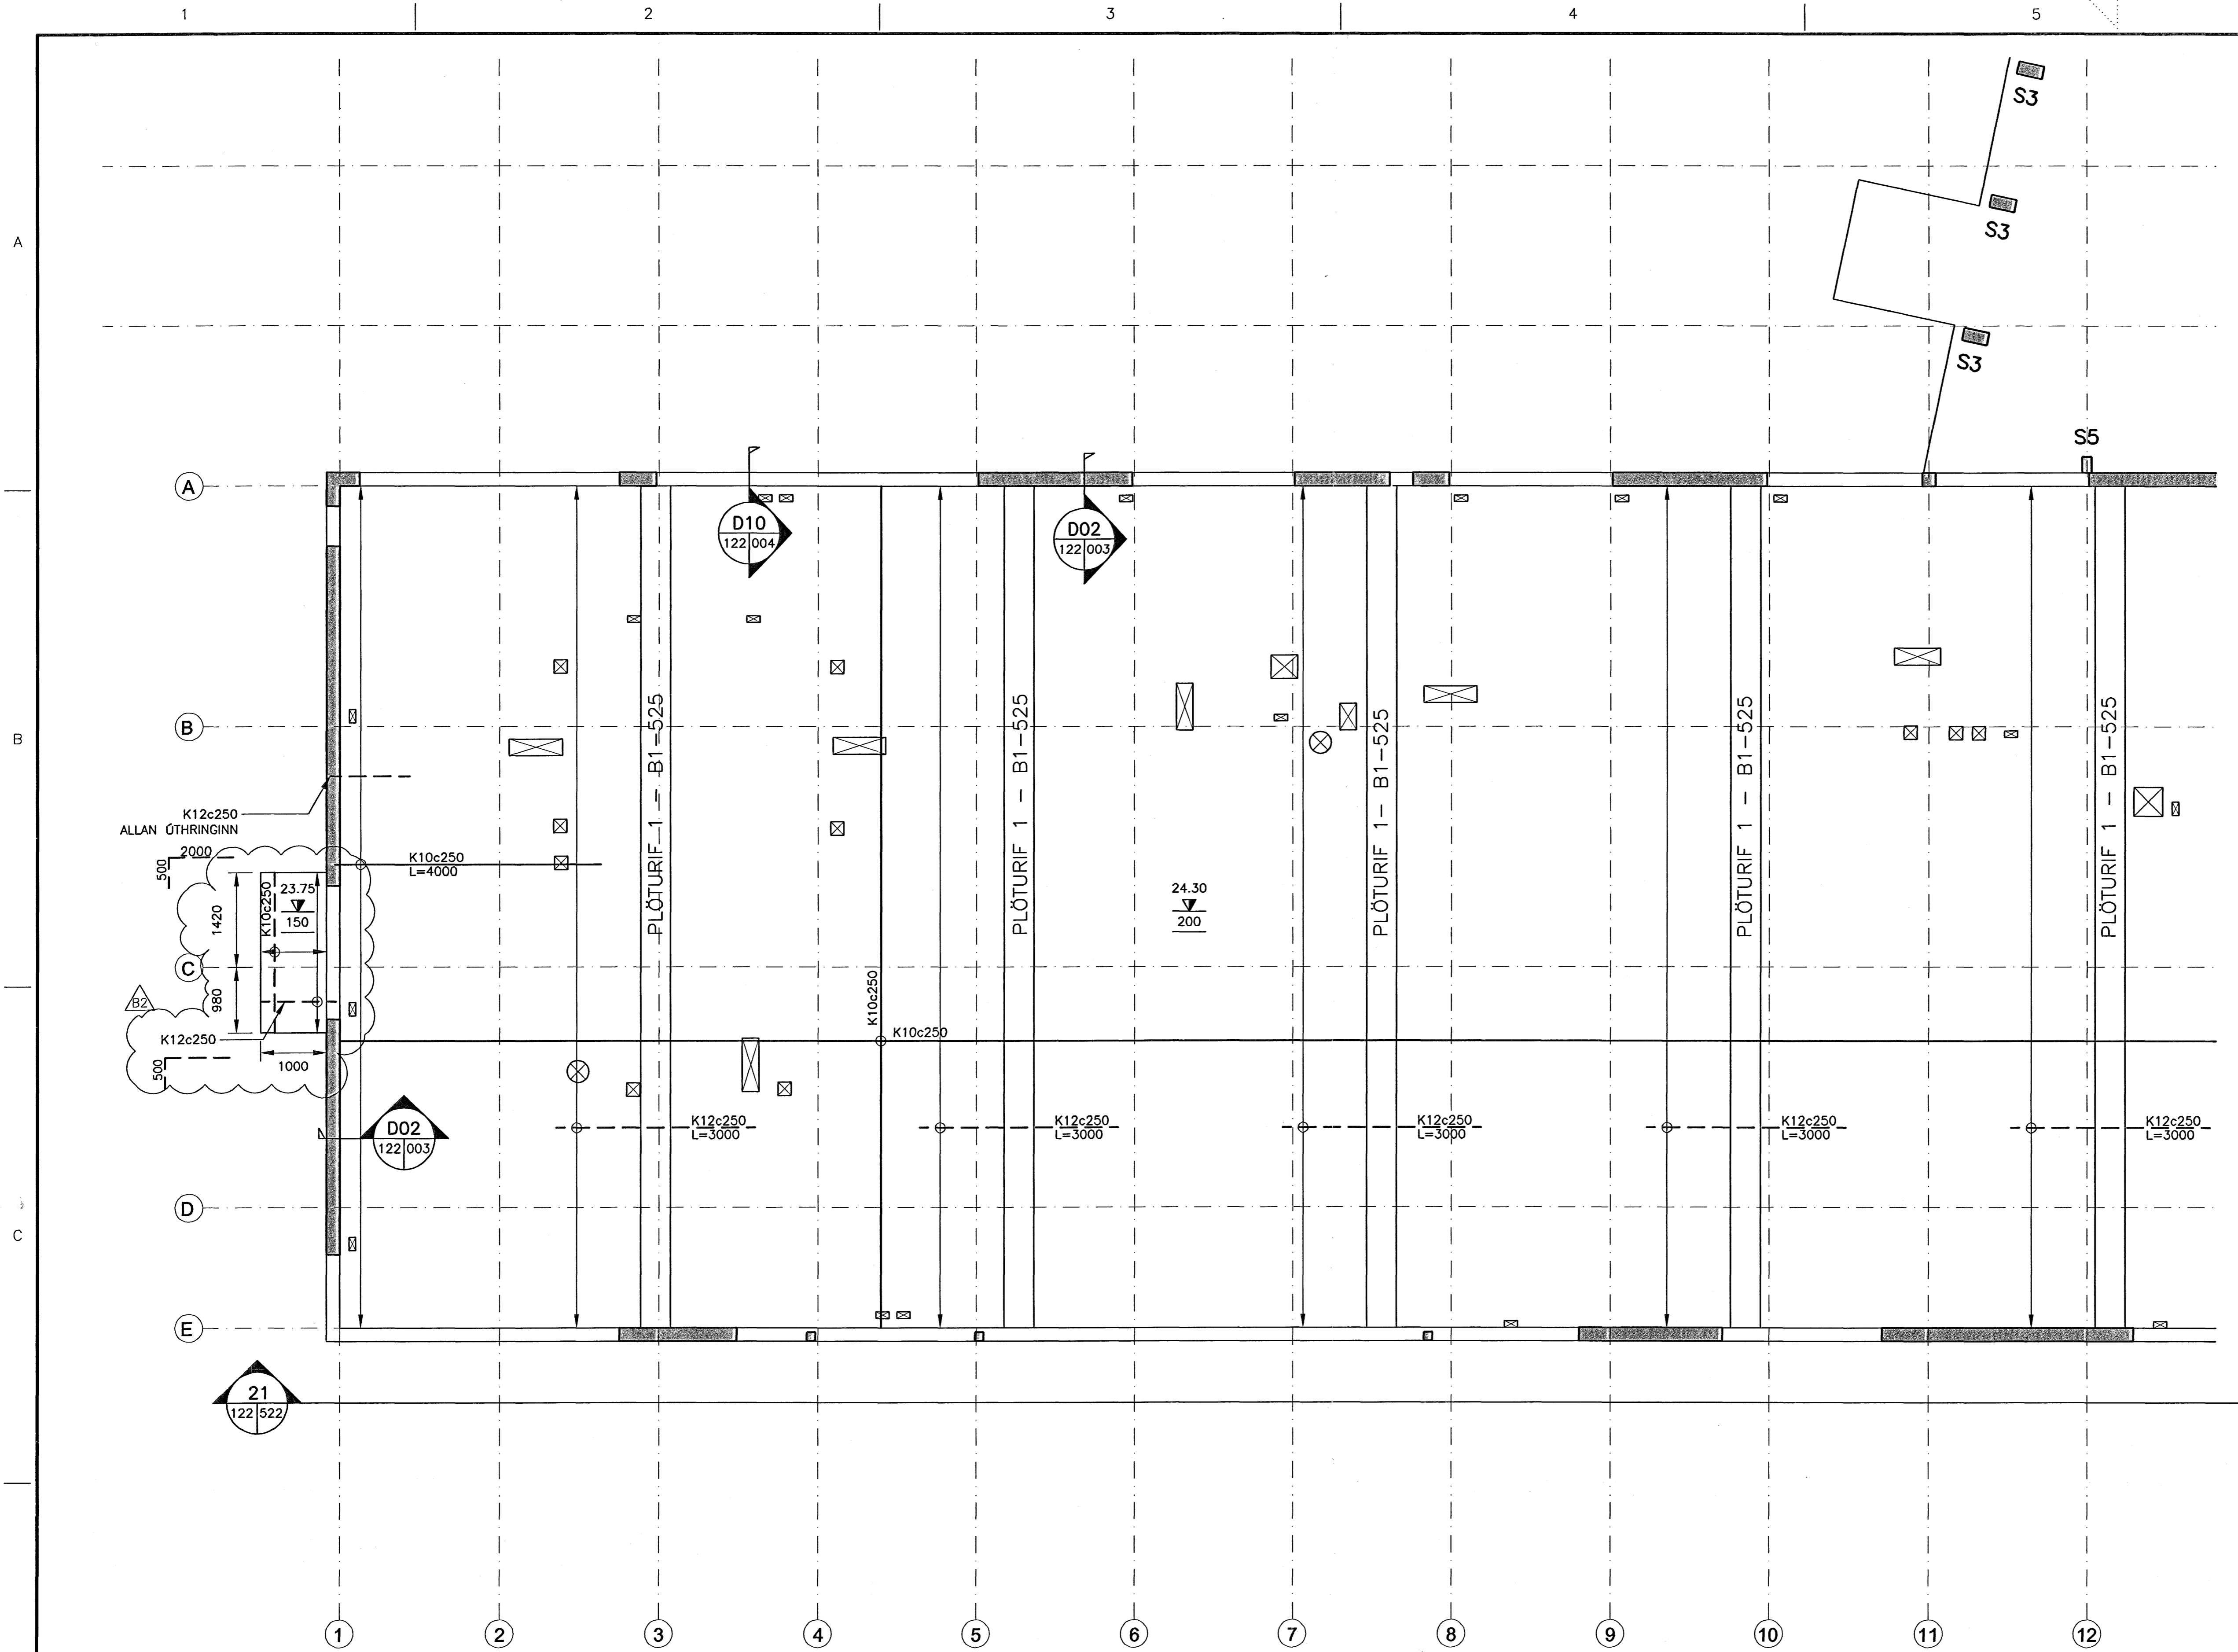 1
2
3
4
5
A
B
C
S3
S3
S3
S5
A
B
C
D
E
D10
122 004
D02
122 003
PLÖTURIF 1 – B1–525
PLÖTURIF 1 – B1–525
PLÖTURIF 1– B1–525
PLÖTURIF 1 – B1–525
PLÖTURIF 1 – B1–525
K12c250
ALLAN ÚTHRINGINN
2000
500
K10c250
L=4000
K10c250
23.75
150
1420
980
24.30
200
B2
K12c250
500
1000
K10c250
K10c250
D02
122 003
K12c250
L=3000
K12c250
L=3000
K12c250
L=3000
K12c250
L=3000
K12c250
L=3000
21
122 522
1
2
3
4
5
6
7
8
9
10
11
12